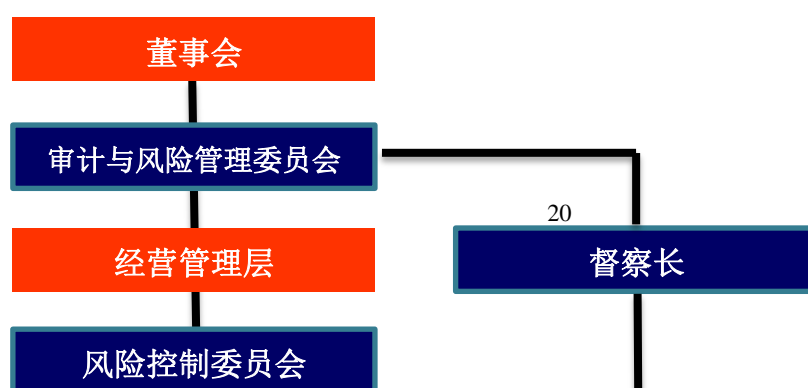 董事会
审计与风险管理委员会
20
经营管理层
督察长
风险控制委员会